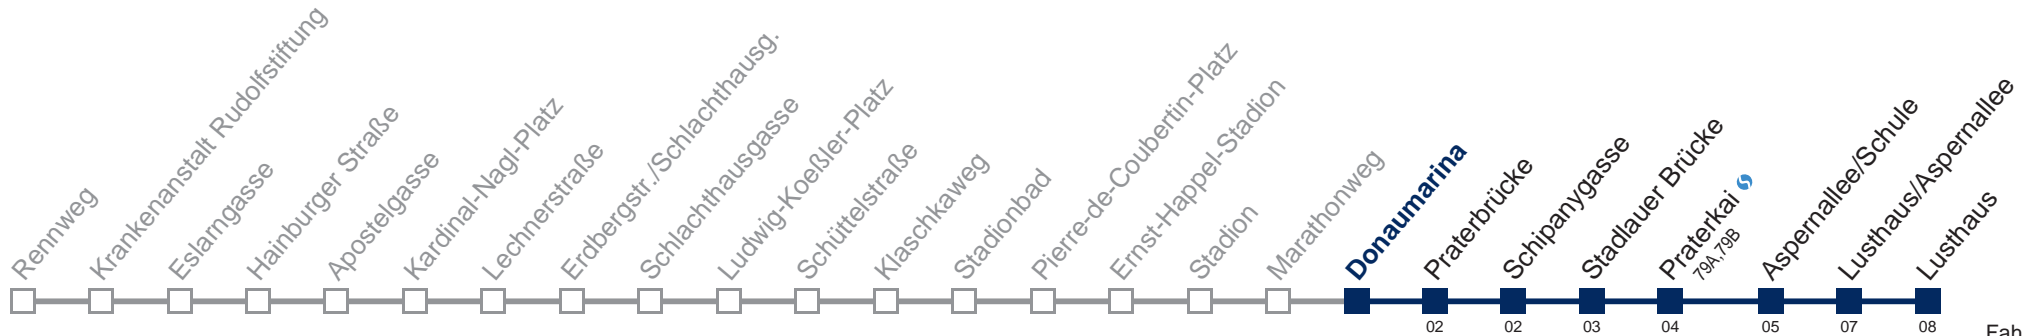 Rennweg
Krankenanstalt Rudolfstiftung
Eslarngasse
Hainburger Straße
Apostelgasse
Kardinal-Nagl-Platz
Lechnerstraße
Erdbergstr./Schlachthausg.
Schlachthausgasse
Ludwig-Koeßler-Platz
Schüttelstraße
Klaschkaweg
Stadionbad
Pierre-de-Coubertin-Platz
Ernst-Happel-Stadion
Stadion
Marathonweg
Donaumarina
Praterbrücke
Schipanygasse
Stadlauer Brücke
Praterkai
79A,79B
Aspernallee/Schule
Lusthaus/Aspernallee
Lusthaus
02 02 03 04 05 07 08
Fah